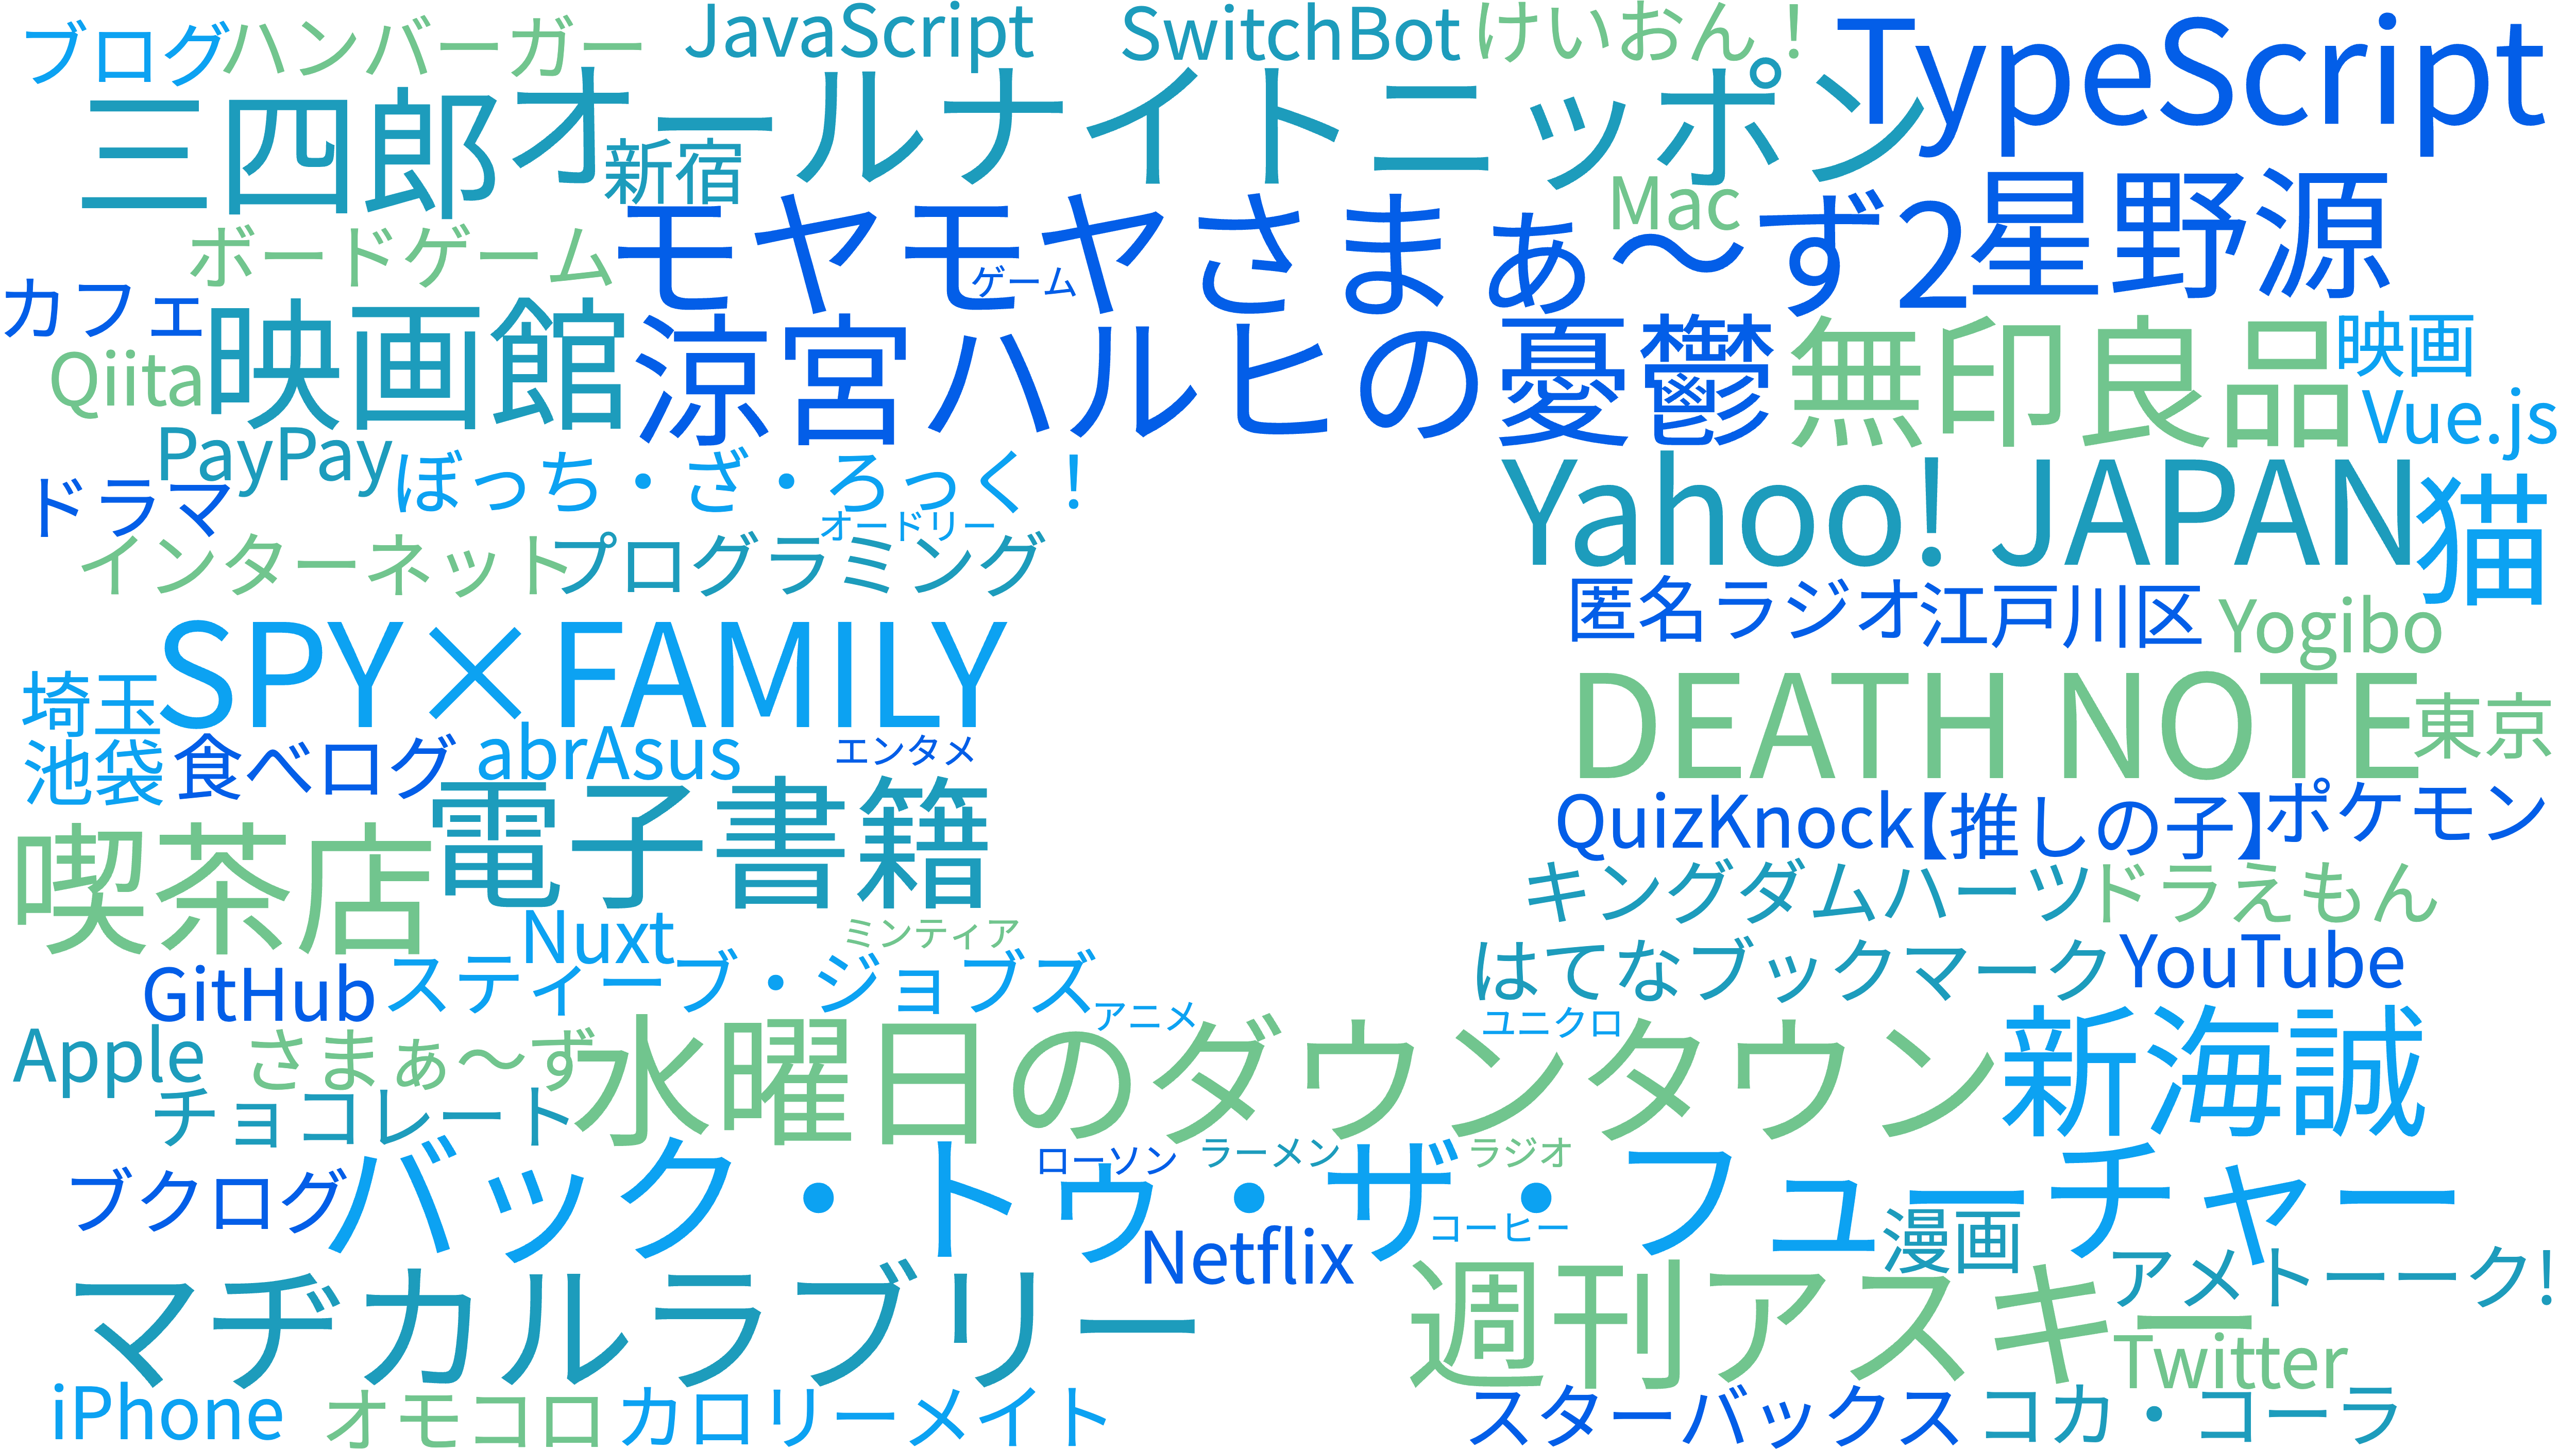 ブログ
ハンバーガー
JavaScript
SwitchBot
けいおん！
TypeScript
三四郎
オールナイトニッポン
新宿
モヤモヤさまぁ～ず2
Mac
星野源
ボードゲーム
ゲーム
カフェ
映画館
涼宮ハルヒの憂鬱
無印良品
映画
Qiita
Vue.js
PayPay
ぼっち・ざ・ろっく！
Yahoo! JAPAN
猫
ドラマ
オードリー
インターネット
プログラミング
匿名ラジオ
江戸川区
Yogibo
SPY×FAMILY
DEATH NOTE
埼玉
東京
池袋
食べログ
abrAsus
エンタメ
QuizKnock
【推しの子】
ポケモン
電子書籍
喫茶店
キングダムハーツ
ドラえもん
Nuxt
ミンティア
GitHub
スティーブ・ジョブズ
はてなブックマーク
YouTube
アニメ
ユニクロ
Apple
さまぁ～ず
水曜日のダウンタウン
新海誠
チョコレート
ローソン
ラーメン
ラジオ
ブクログ
バック・トゥ・ザ・フューチャー
コーヒー
漫画
Netflix
アメトーーク!
マヂカルラブリー
週刊アスキー
Twitter
iPhone
オモコロ
カロリーメイト
スターバックス
コカ・コーラ